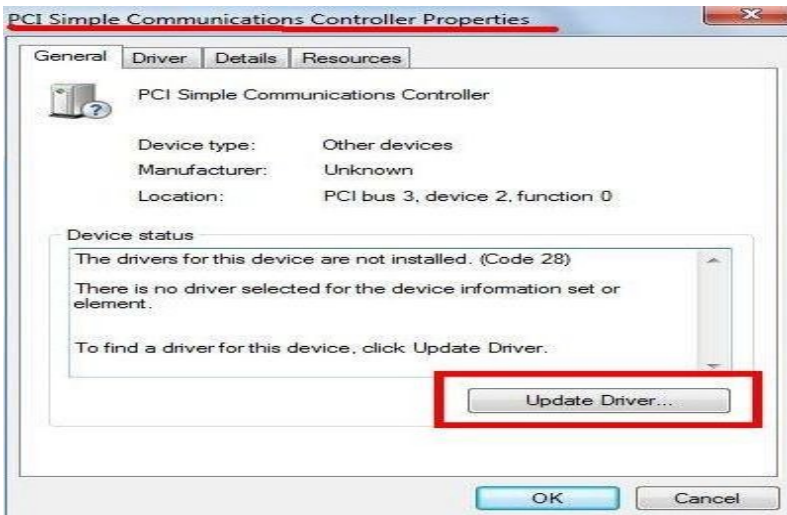 PCI Simple Communications Controller Properties
General Driver Details Resources
PCI Simple Communications Controller
Device type: Other devices
Manufacturer: Unknown
Location: PCI bus 3, device 2, function 0
Device status
The drivers for this device are not installed. (Code 28)
There is no driver selected for the device information set or
element.
To find a driver for this device, click Update Driver.
Update Driver...
OK Cancel